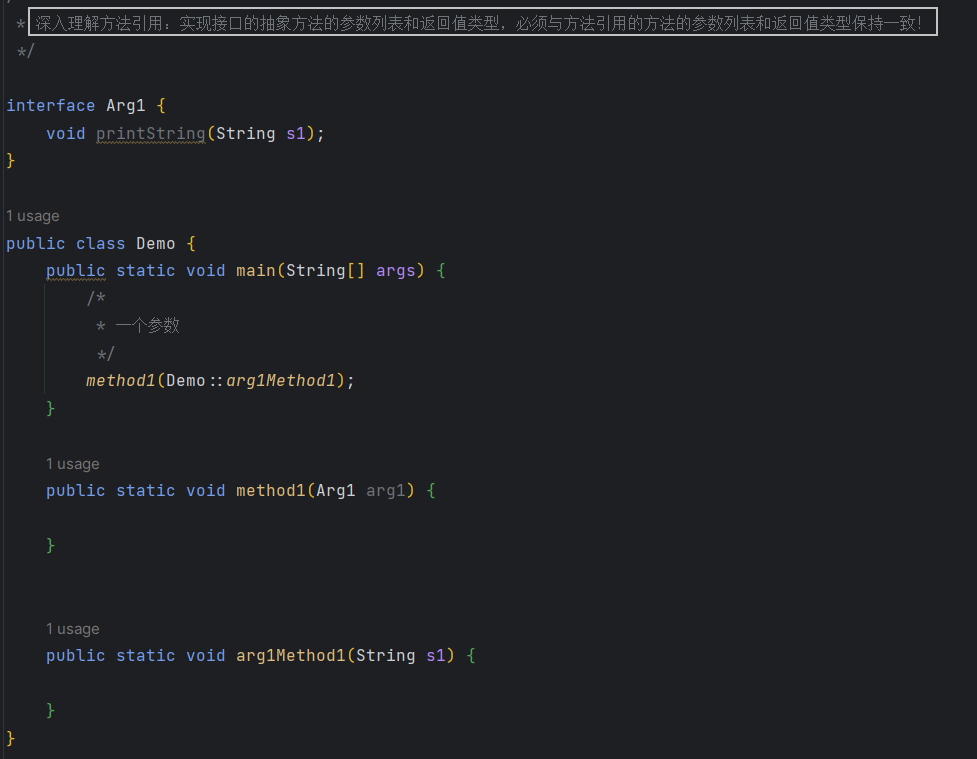 * 深入理解方法引用：实现接口的抽象方法的参数列表和返回值类型，必须与方法引用的方法的参数列表和返回值类型保持一致！
*/
interface Arg1 {
void printString(String s1);
}
1 usage
public class Demo {
public static void main(String[] args) {
/*
* 一个参数
*/
method1(Demo::arg1Method1);
}
1 usage
public static void method1(Arg1 arg1) {
}
1 usage
public static void arg1Method1(String s1) {
}
}